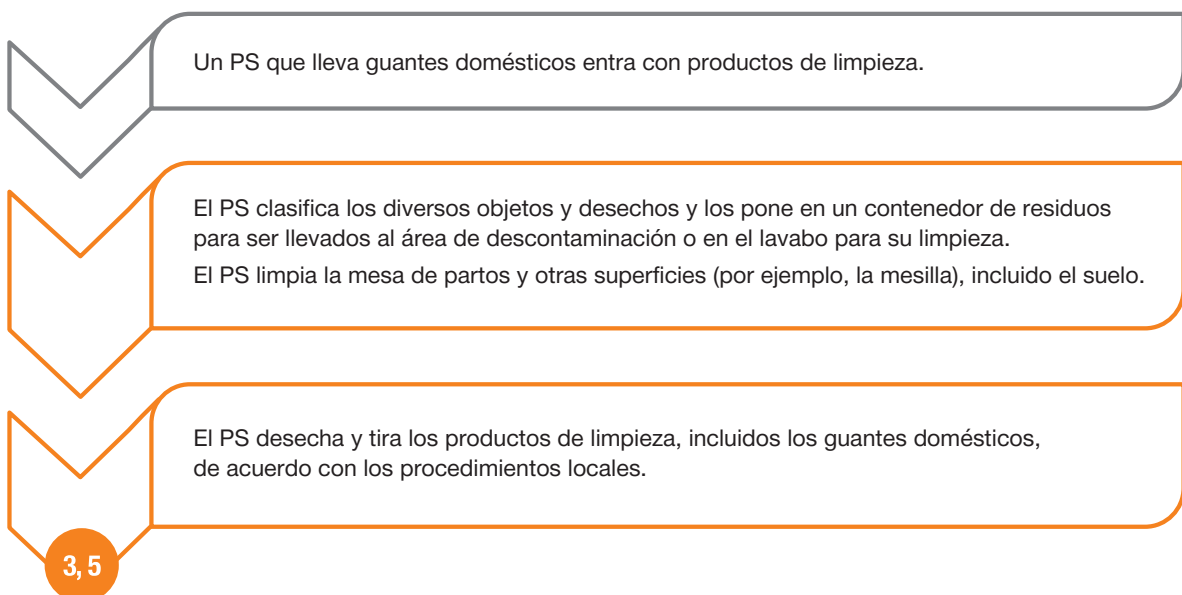 Un PS que lleva guantes domésticos entra con productos de limpieza.
El PS clasifica los diversos objetos y desechos y los pone en un contenedor de residuos
para ser llevados al área de descontaminación o en el lavabo para su limpieza.
El PS limpia la mesa de partos y otras superficies (por ejemplo, la mesilla), incluido el suelo.
El PS desecha y tira los productos de limpieza, incluidos los guantes domésticos,
de acuerdo con los procedimientos locales.
3, 5